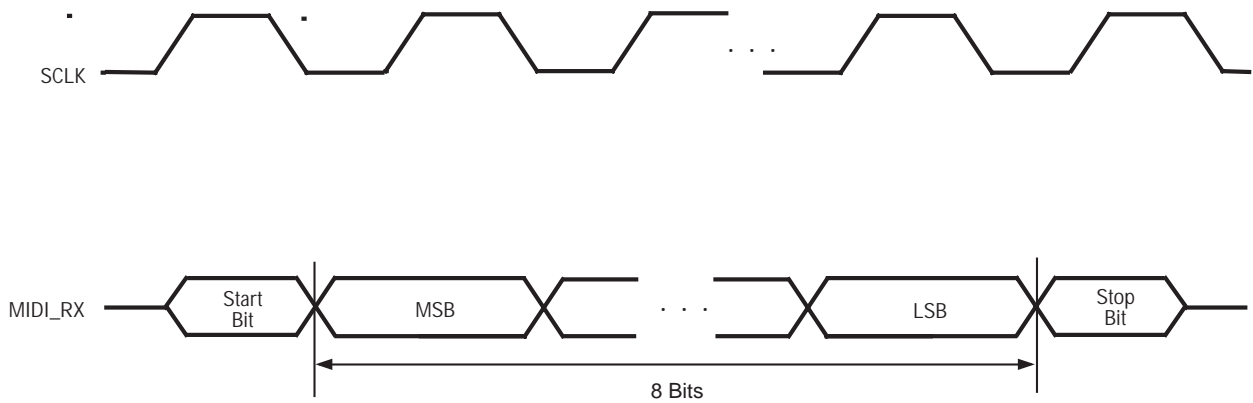 SCLK
. . .
MIDI_RX
Start
Bit
MSB
. . .
LSB
Stop
Bit
8 Bits